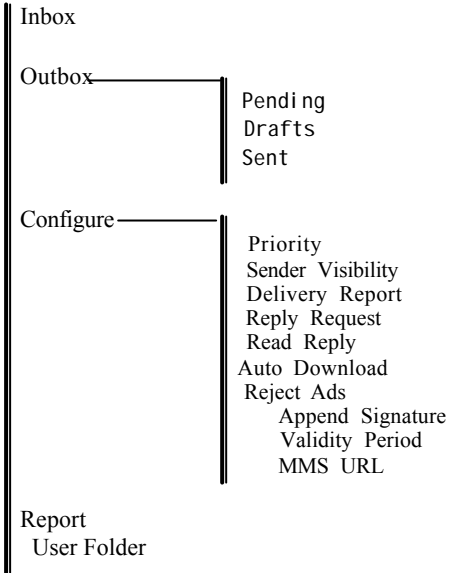 Inbox
Outbox
Pending
Drafts
Sent
Configure
Priority
Sender Visibility
Delivery Report
Reply Request
Read Reply
Auto Download
Reject Ads
Append Signature
Validity Period
MMS URL
Report
User Folder